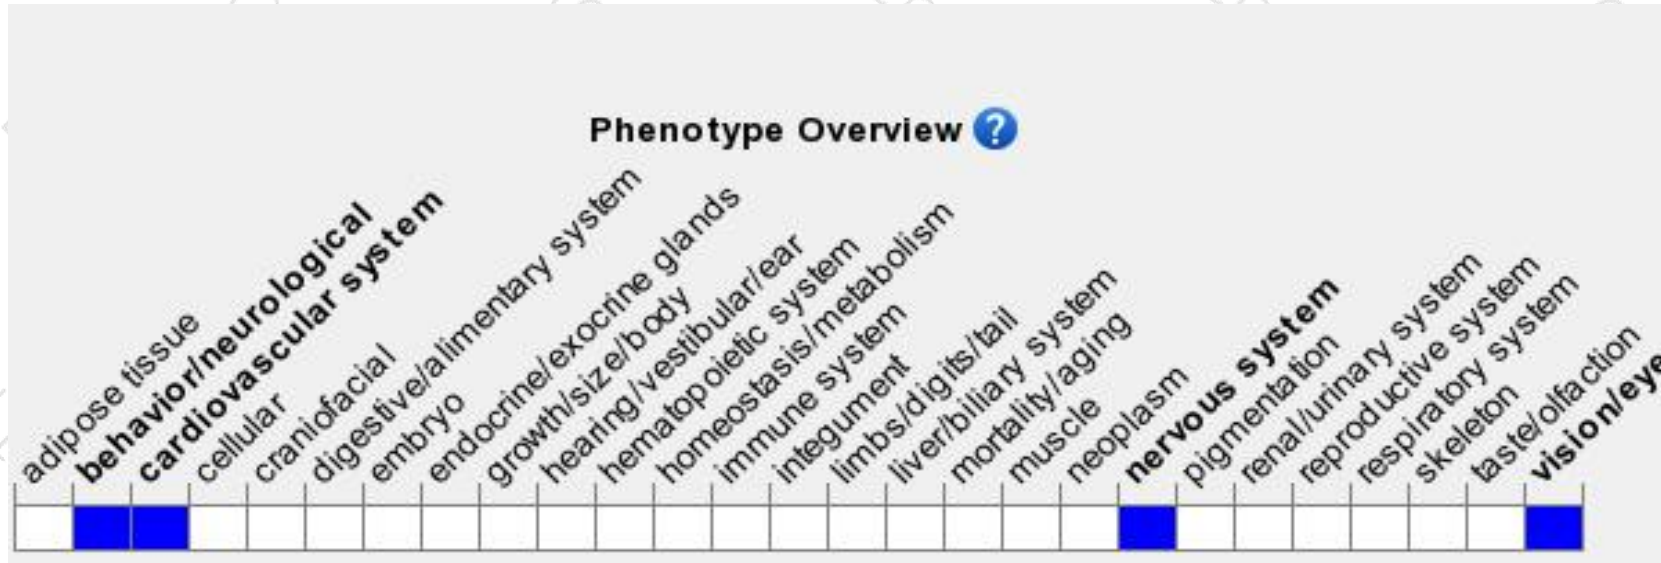 Phenotype Overview ?
adipose tissue
behavior/neurological
cardiovascular system
cellular
craniofacial
digestive/alimentary system
embryo
endocrine/exocrine glands
growth/size/body
hearing/vestibular/ear
hematopoietic system
homeostasis/metabolism
immune system
integument
limbs/digits/tail
liver/biliary system
mortality/aging
muscle
neoplasm
nervous system
pigmentation
renal/urinary system
reproductive system
respiratory system
skeleton
taste/olfaction
vision/eye